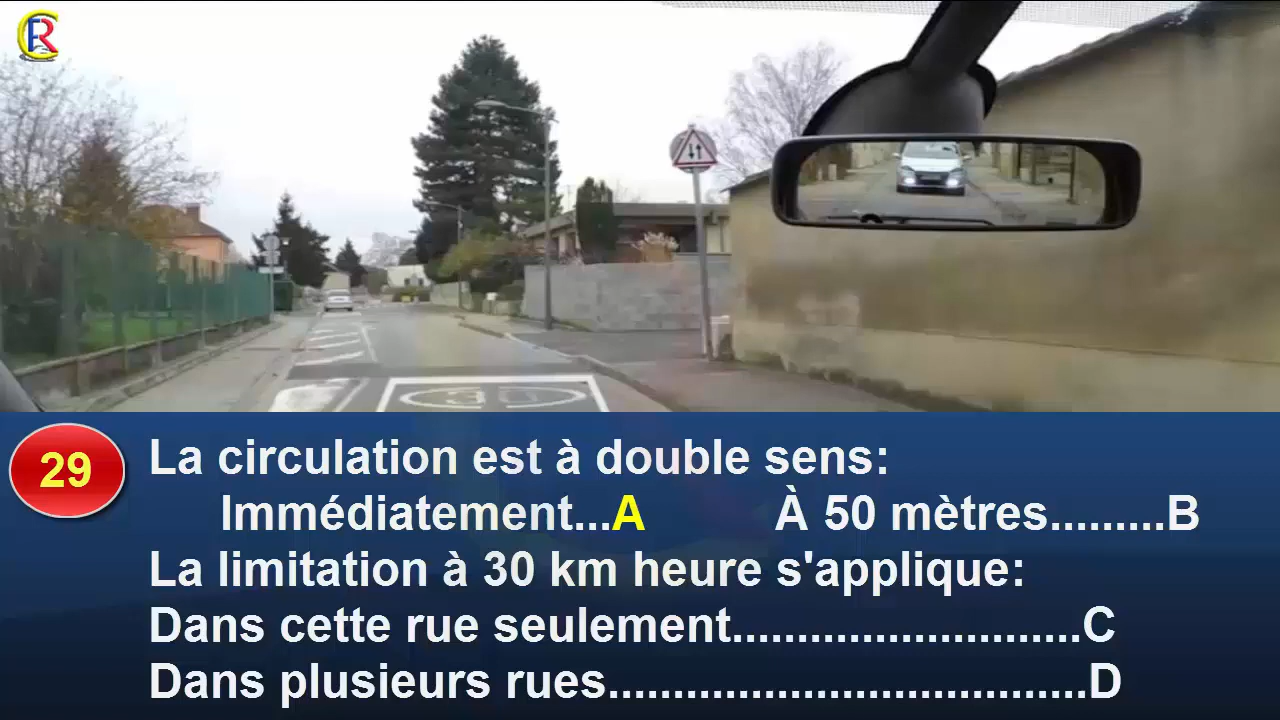 CFR
29
La circulation est à double sens:
Immédiatement...A À 50 mètres.........B
La limitation à 30 km heure s'applique:
Dans cette rue seulement...........................C
Dans plusieurs rues.....................................D